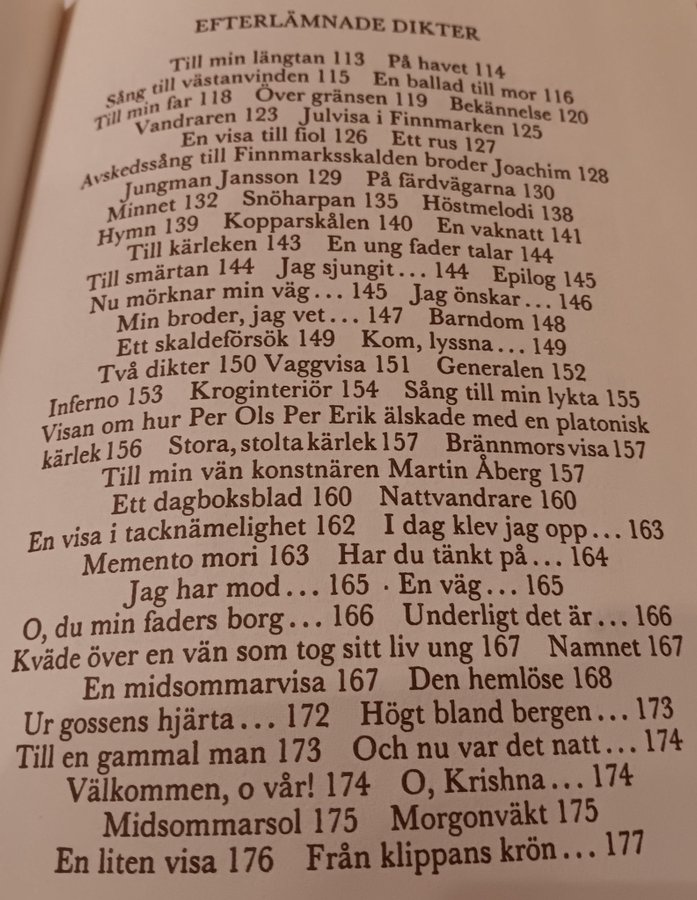 EFTERLÄMNADE DIKTER
Till min längtan 113 På havet 114
Sång till västanvinden 115 En ballad till mor 116
Till min far 118 Över gränsen 119 Bekännelse 120
Vandraren 123 Julvisa i Finnmarken 125
En visa till fiol 126 Ett rus 127
Avskedssång till Finnmarksskalden broder Joachim 128
Jungman Jansson 129 På färdvägarna 130
Minnet 132 Snöharpan 135 Höstmelodi 138
Hymn 139 Kopparskålen 140 En vaknatt 141
Till kärleken 143 En ung fader talar 144
Till smärtan 144 Jag sjungit... 144 Epilog 145
Nu mörknar min väg... 145 Jag önskar... 146
Min broder, jag vet... 147 Barndom 148
Ett skaldeförsök 149 Kom, lyssna... 149
Två dikter 150 Vaggvisa 151 Generalen 152
Inferno 153 Kroginteriör 154 Sång till min lykta 155
Visan om hur Per Ols Per Erik älskade med en platonisk
kärlek 156 Stora, stolta kärlek 157 Brännmors visa 157
Till min vän konstnären Martin Åberg 157
Ett dagboksblad 160 Nattvandrare 160
En visa i tacknämelighet 162 I dag klev jag opp... 163
Memento mori 163 Har du tänkt på... 164
Jag har mod... 165 · En väg... 165
O, du min faders borg... 166 Underligt det är... 166
Kväde över en vän som tog sitt liv ung 167 Namnet 167
En midsommarvisa 167 Den hemlöse 168
Ur gossens hjärta... 172 Högt bland bergen... 173
Till en gammal man 173 Och nu var det natt... 174
Välkommen, o vår! 174 O, Krishna... 174
Midsommarsol 175 Morgonväkt 175
En liten visa 176 Från klippans krön... 177